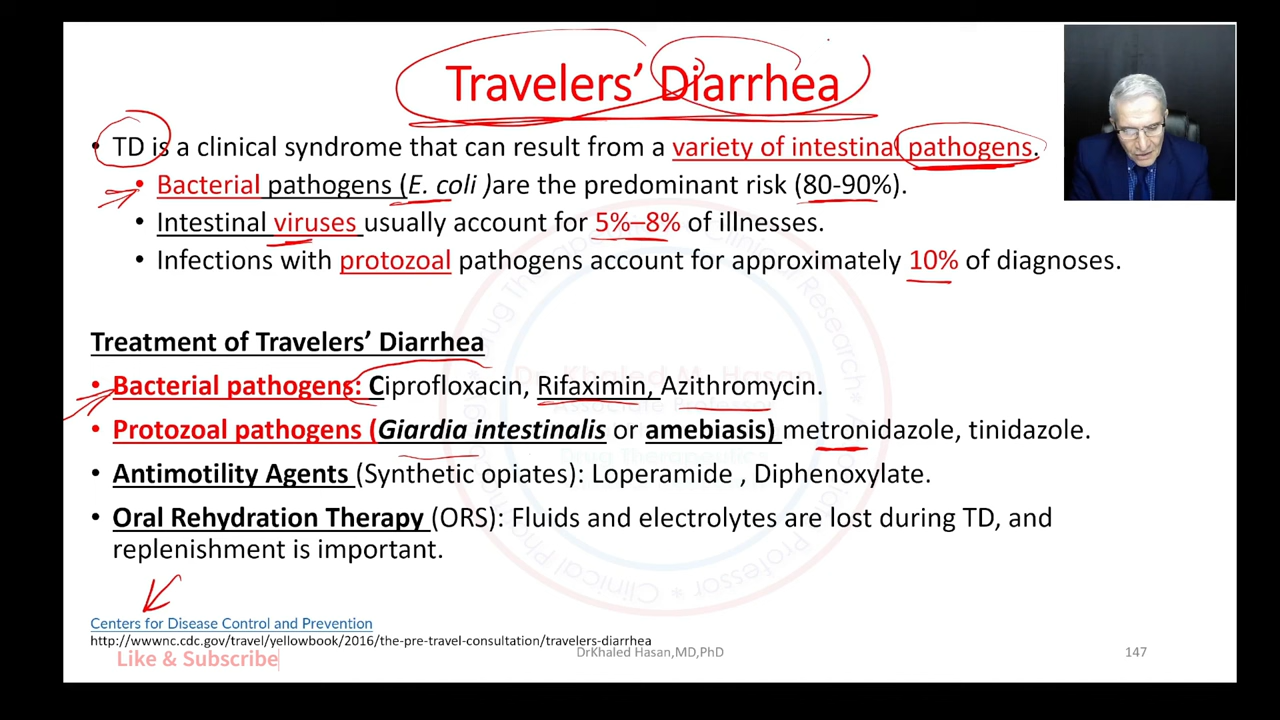 Travelers’ Diarrhea
• TD is a clinical syndrome that can result from a variety of intestinal pathogens.
• Bacterial pathogens (E. coli )are the predominant risk (80-90%).
• Intestinal viruses usually account for 5%–8% of illnesses.
• Infections with protozoal pathogens account for approximately 10% of diagnoses.
Treatment of Travelers’ Diarrhea
• Bacterial pathogens: Ciprofloxacin, Rifaximin, Azithromycin.
• Protozoal pathogens (Giardia intestinalis or amebiasis) metronidazole, tinidazole.
• Antimotility Agents (Synthetic opiates): Loperamide , Diphenoxylate.
• Oral Rehydration Therapy (ORS): Fluids and electrolytes are lost during TD, and
replenishment is important.
Centers for Disease Control and Prevention
http://wwwnc.cdc.gov/travel/yellowbook/2016/the-pre-travel-consultation/travelers-diarrhea
Like & Subscribe
DrKhaled Hasan,MD,PhD
147